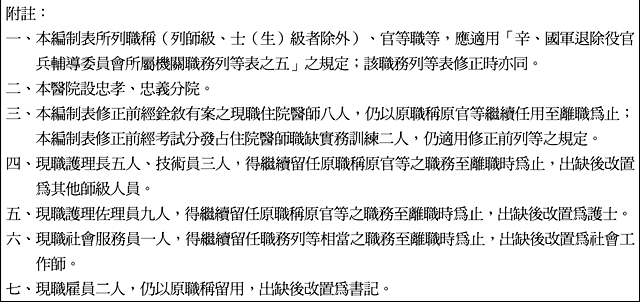 附註：
一、本編制表所列職稱（列師級、士（生）級者除外）、官等職等，應適用「辛、國軍退除役官
兵輔導委員會所屬機關職務列等表之五」之規定；該職務列等表修正時亦同。
二、本醫院設忠孝、忠義分院。
三、本編制表修正前經銓敘有案之現職住院醫師八人，仍以原職稱原官等繼續任用至離職為止；
本編制表修正前經考試分發占住院醫師職缺實務訓練二人，仍適用修正前列等之規定。
四、現職護理長五人、技術員三人，得繼續留任原職稱原官等之職務至離職時為止，出缺後改置
為其他師級人員。
五、現職護理佐理員九人，得繼續留任原職稱原官等之職務至離職時為止，出缺後改置為護士。
六、現職社會服務員一人，得繼續留任職務列等相當之職務至離職時為止，出缺後改置為社會工
作師。
七、現職雇員二人，仍以原職稱留用，出缺後改置為書記。